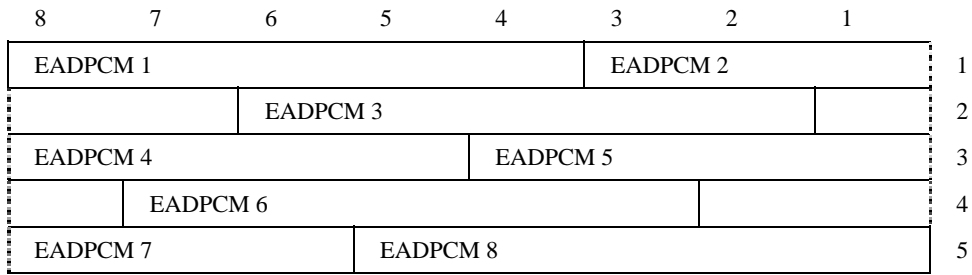 8 7 6 5 4 3 2 1
EADPCM 1 EADPCM 2 1
EADPCM 3 2
EADPCM 4 EADPCM 5 3
EADPCM 6 4
EADPCM 7 EADPCM 8 5